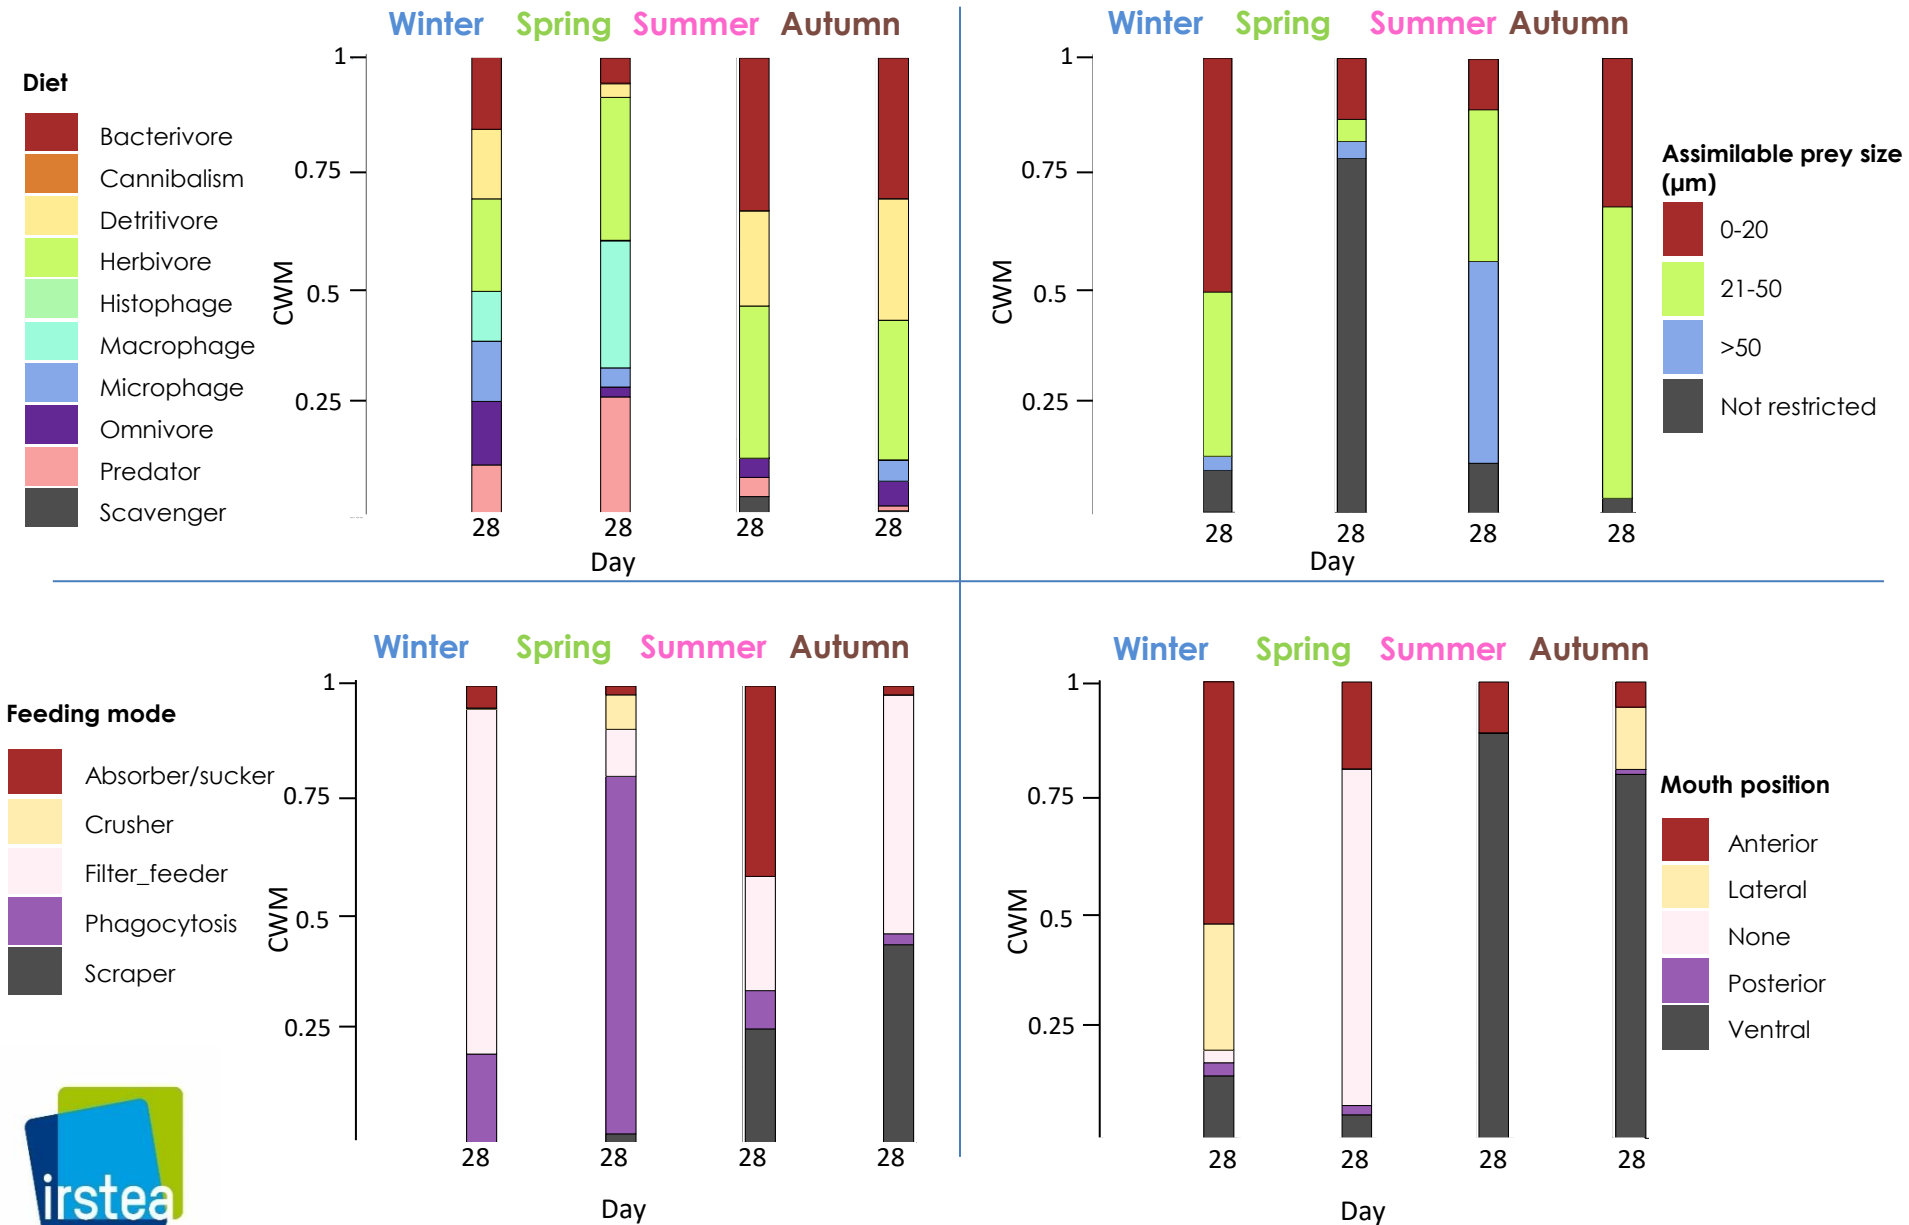 Winter Spring Summer Autumn
Diet
Bacterivore
Cannibalism
Detritivore
Herbivore
Histophage
Macrophage
Microphage
Omnivore
Predator
Scavenger
CWM
1
0.75
0.5
0.25
28 28 28 28
Day
Winter Spring Summer Autumn
CWM
1
0.75
0.5
0.25
28 28 28 28
Day
Assimilable prey size
(µm)
0-20
21-50
>50
Not restricted
Winter Spring Summer Autumn
Feeding mode
Absorber/sucker
Crusher
Filter_feeder
Phagocytosis
Scraper
CWM
1
0.75
0.5
0.25
28 28 28 28
Day
irstea
Winter Spring Summer Autumn
CWM
1
0.75
0.5
0.25
28 28 28 28
Day
Mouth position
Anterior
Lateral
None
Posterior
Ventral